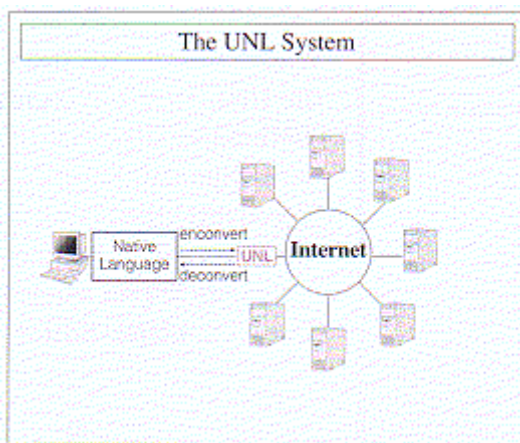 The UNL System
enconvert
Native
Language
UNL
Internet
deconvert